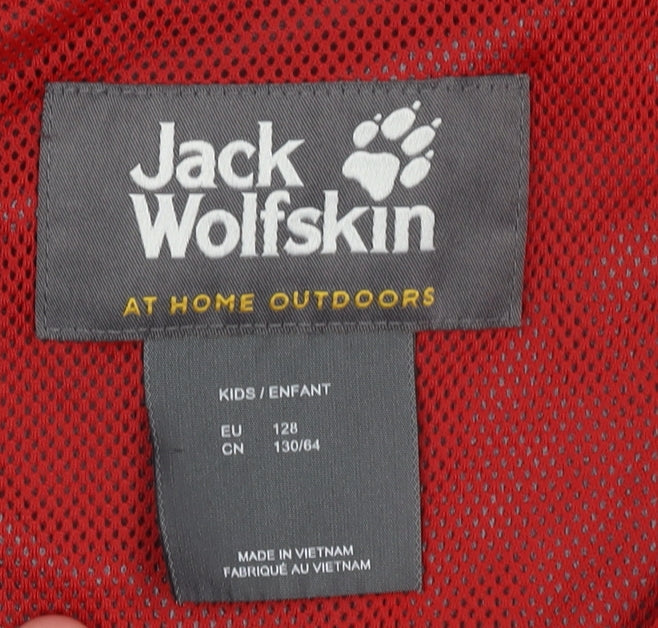 Jack
Wolfskin
AT HOME OUTDOORS
KIDS / ENFANT
EU 128
CN 130/64
MADE IN VIETNAM
FABRIQUÉ AU VIETNAM